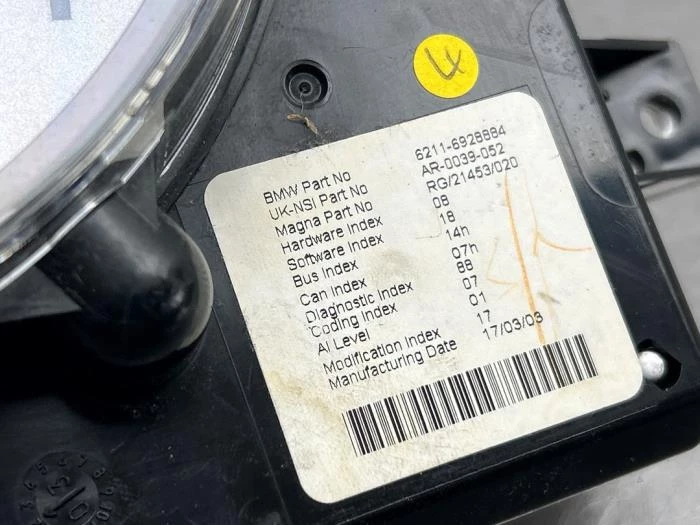 4
BMW Part No 6211-6928884
UK-NSI Part No AR-0039-052
Magna Part No RG/21453/020
Hardware Index 08
Software Index 18
Bus Index 14h
Can Index 07h
Diagnostic Index 88
Coding Index 07
AI Level 01
Modification Index 17
Manufacturing Date 17/03/03